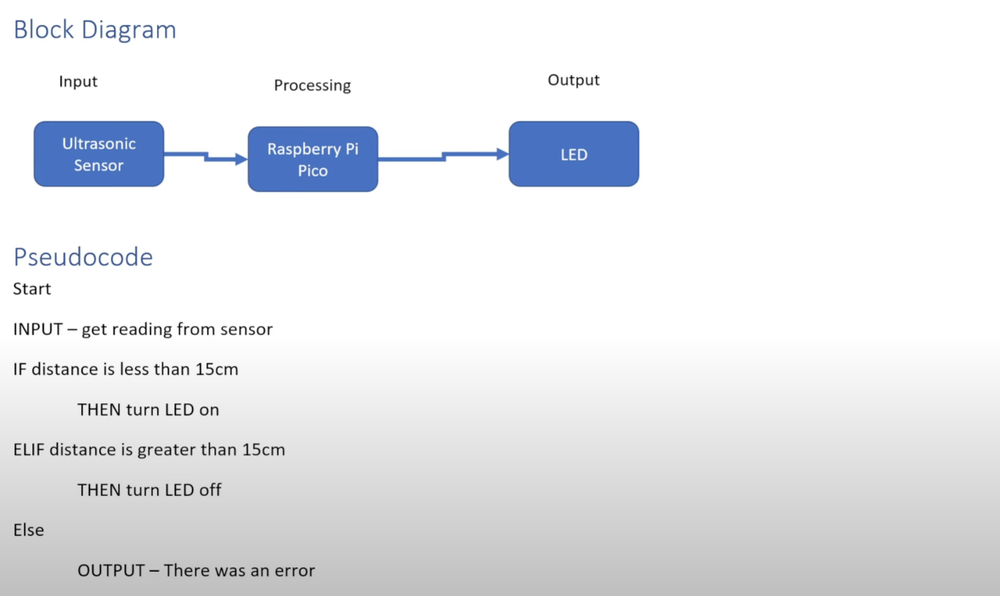 Block Diagram
Input
Processing
Output
Ultrasonic
Sensor
Raspberry Pi
Pico
LED
Pseudocode
Start
INPUT – get reading from sensor
IF distance is less than 15cm
THEN turn LED on
ELIF distance is greater than 15cm
THEN turn LED off
Else
OUTPUT – There was an error